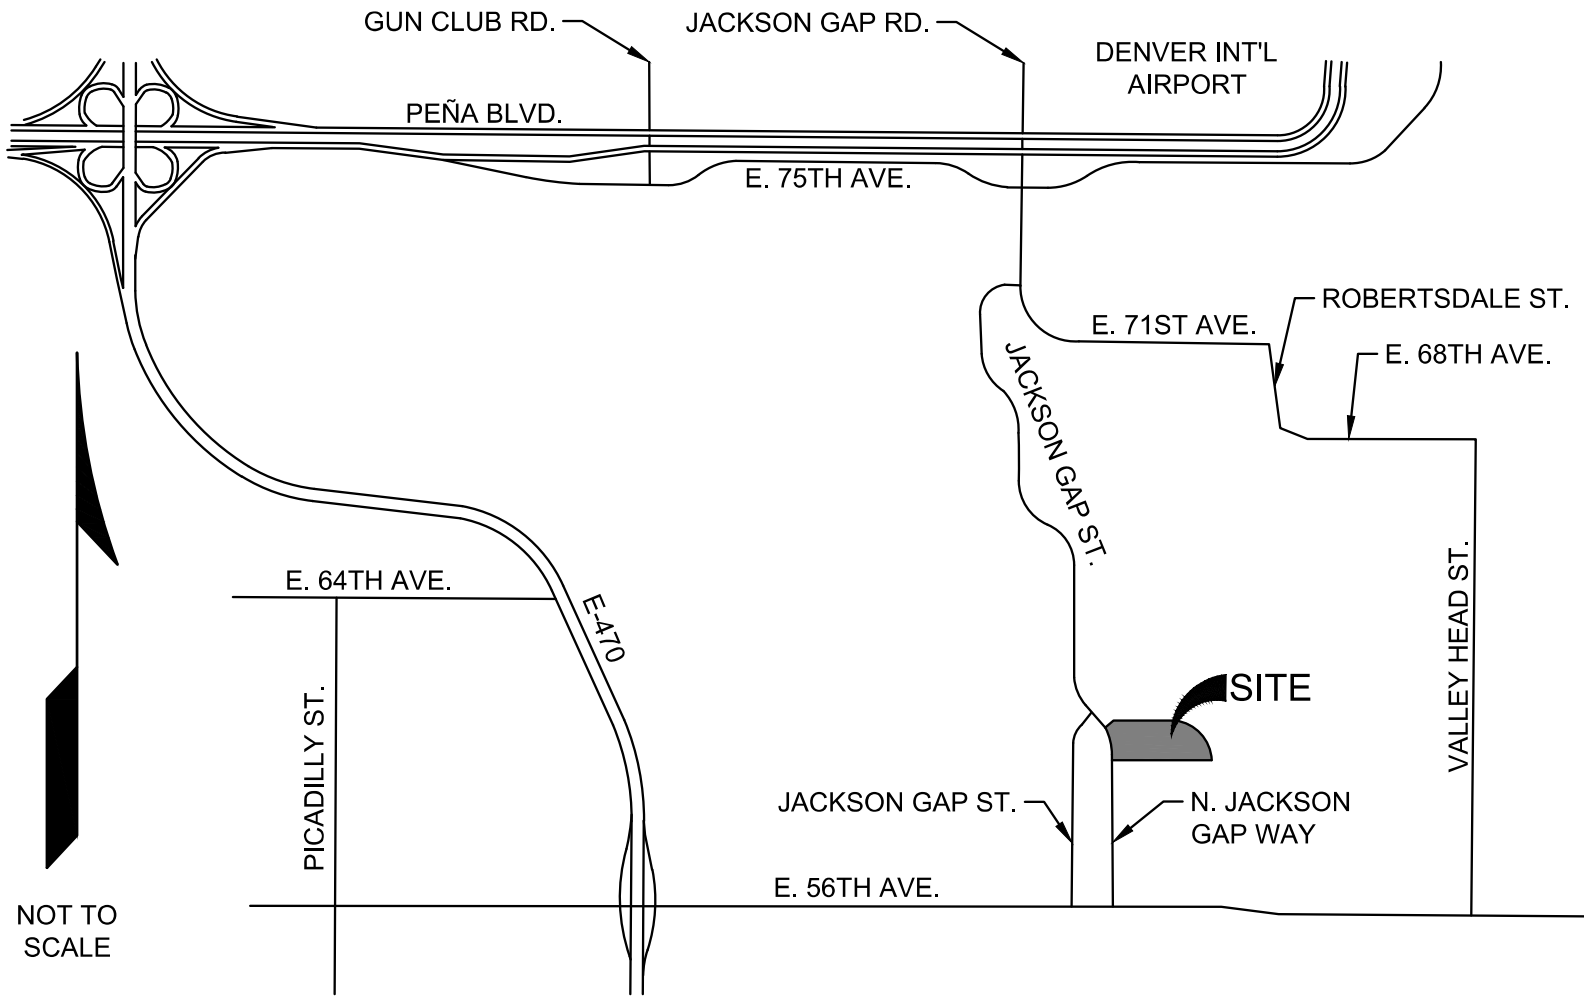 GUN CLUB RD.
JACKSON GAP RD.
DENVER INT'L
AIRPORT
PEÑA BLVD.
E. 75TH AVE.
ROBERTSDALE ST.
E. 71ST AVE.
E. 68TH AVE.
JACKSON GAP ST.
E. 64TH AVE.
E-470
VALLEY HEAD ST.
SITE
PICADILLY ST.
JACKSON GAP ST.
N. JACKSON
GAP WAY
E. 56TH AVE.
NOT TO
SCALE